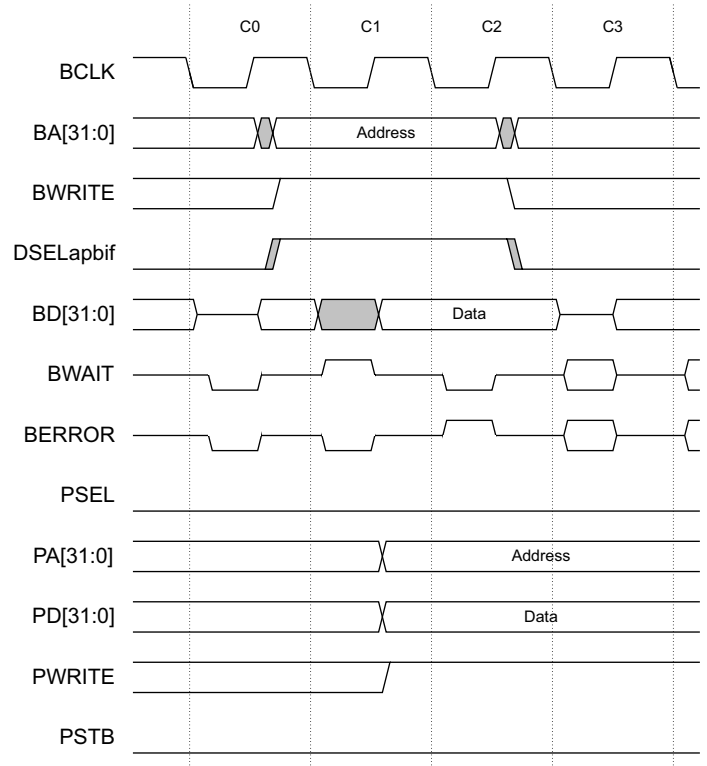 C0 C1 C2 C3
BCLK
BA[31:0] Address
BWRITE
DSELapbif
BD[31:0] Data
BWAIT
BERROR
PSEL
PA[31:0] Address
PD[31:0] Data
PWRITE
PSTB